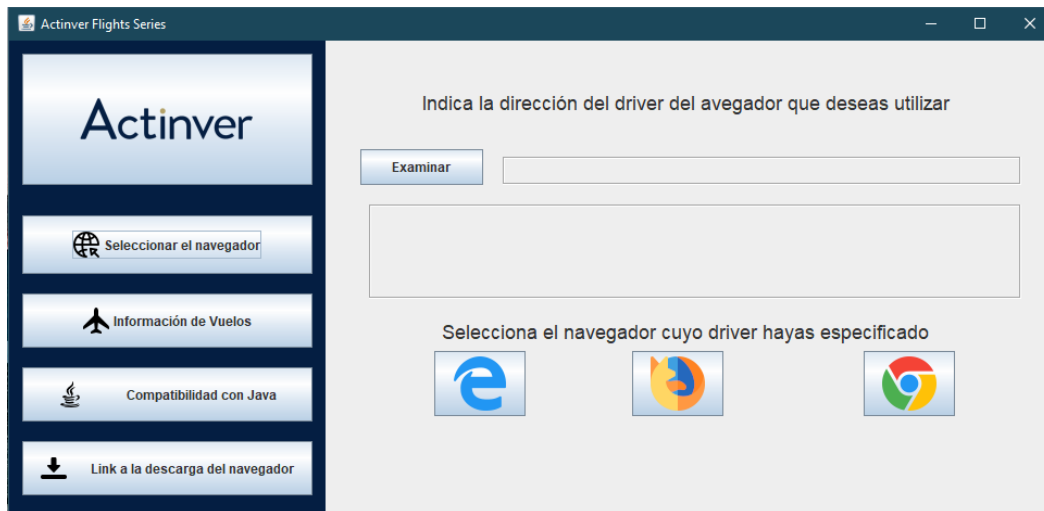 Actinver Flights Series
Actinver
Seleccionar el navegador
Información de Vuelos
Compatibilidad con Java
Link a la descarga del navegador
Indica la dirección del driver del avegador que deseas utilizar
Examinar
Selecciona el navegador cuyo driver hayas especificado